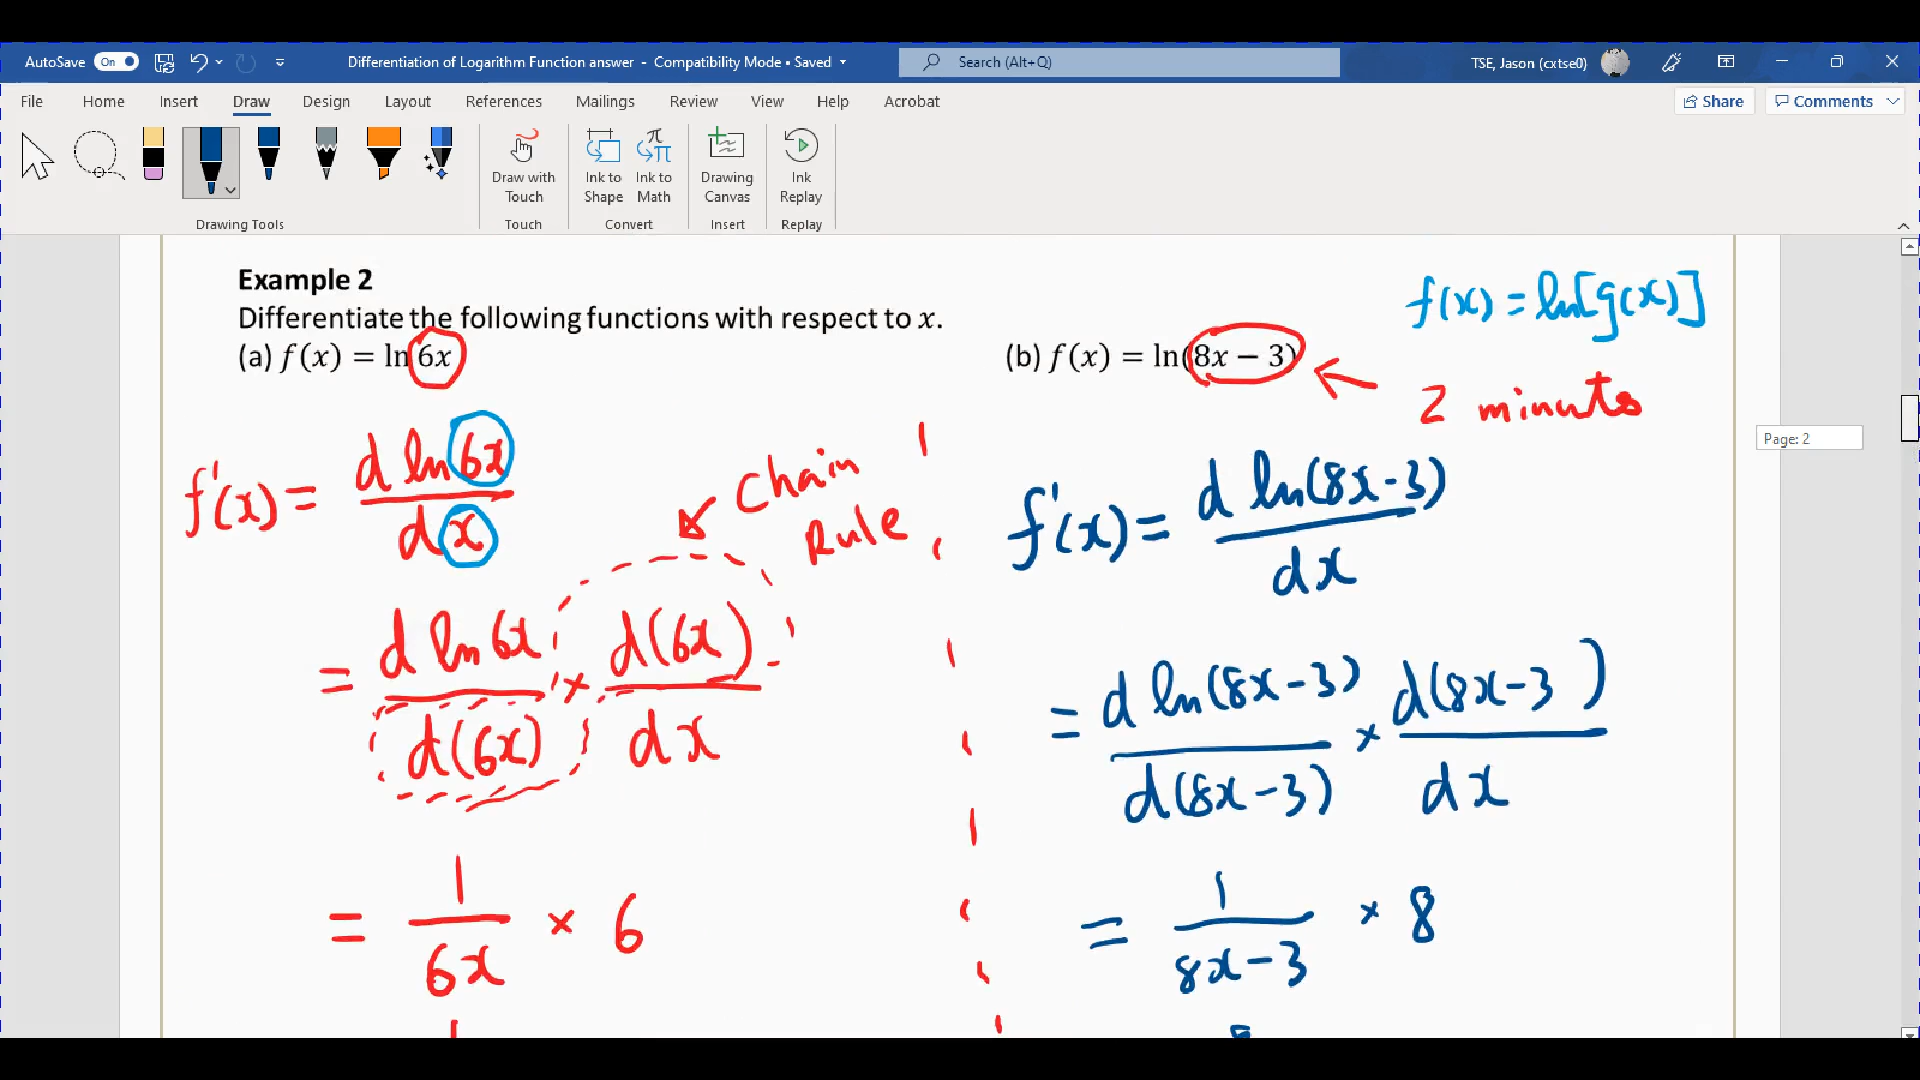 AutoSave On Differentiation of Logarithm Function answer - Compatibility Mode • Saved Search (Alt+Q) TSE, Jason (cxtse0)
File Home Insert Draw Design Layout References Mailings Review View Help Acrobat Share Comments
Draw with Touch
Ink to Shape
Ink to Math
Drawing Canvas
Ink Replay
Drawing Tools Touch Convert Insert Replay
Example 2
Differentiate the following functions with respect to x.
(a) f(x) = ln 6x
f'(x) = d ln 6x / dx
Chain Rule
= d ln 6x / d(6x) × d(6x) / dx
= 1 / 6x × 6
f(x) = ln[g(x)]
(b) f(x) = ln(8x − 3)
2 minutes
f'(x) = d ln(8x-3) / dx
= d ln(8x-3) / d(8x-3) × d(8x-3) / dx
= 1 / 8x-3 × 8
Page: 2